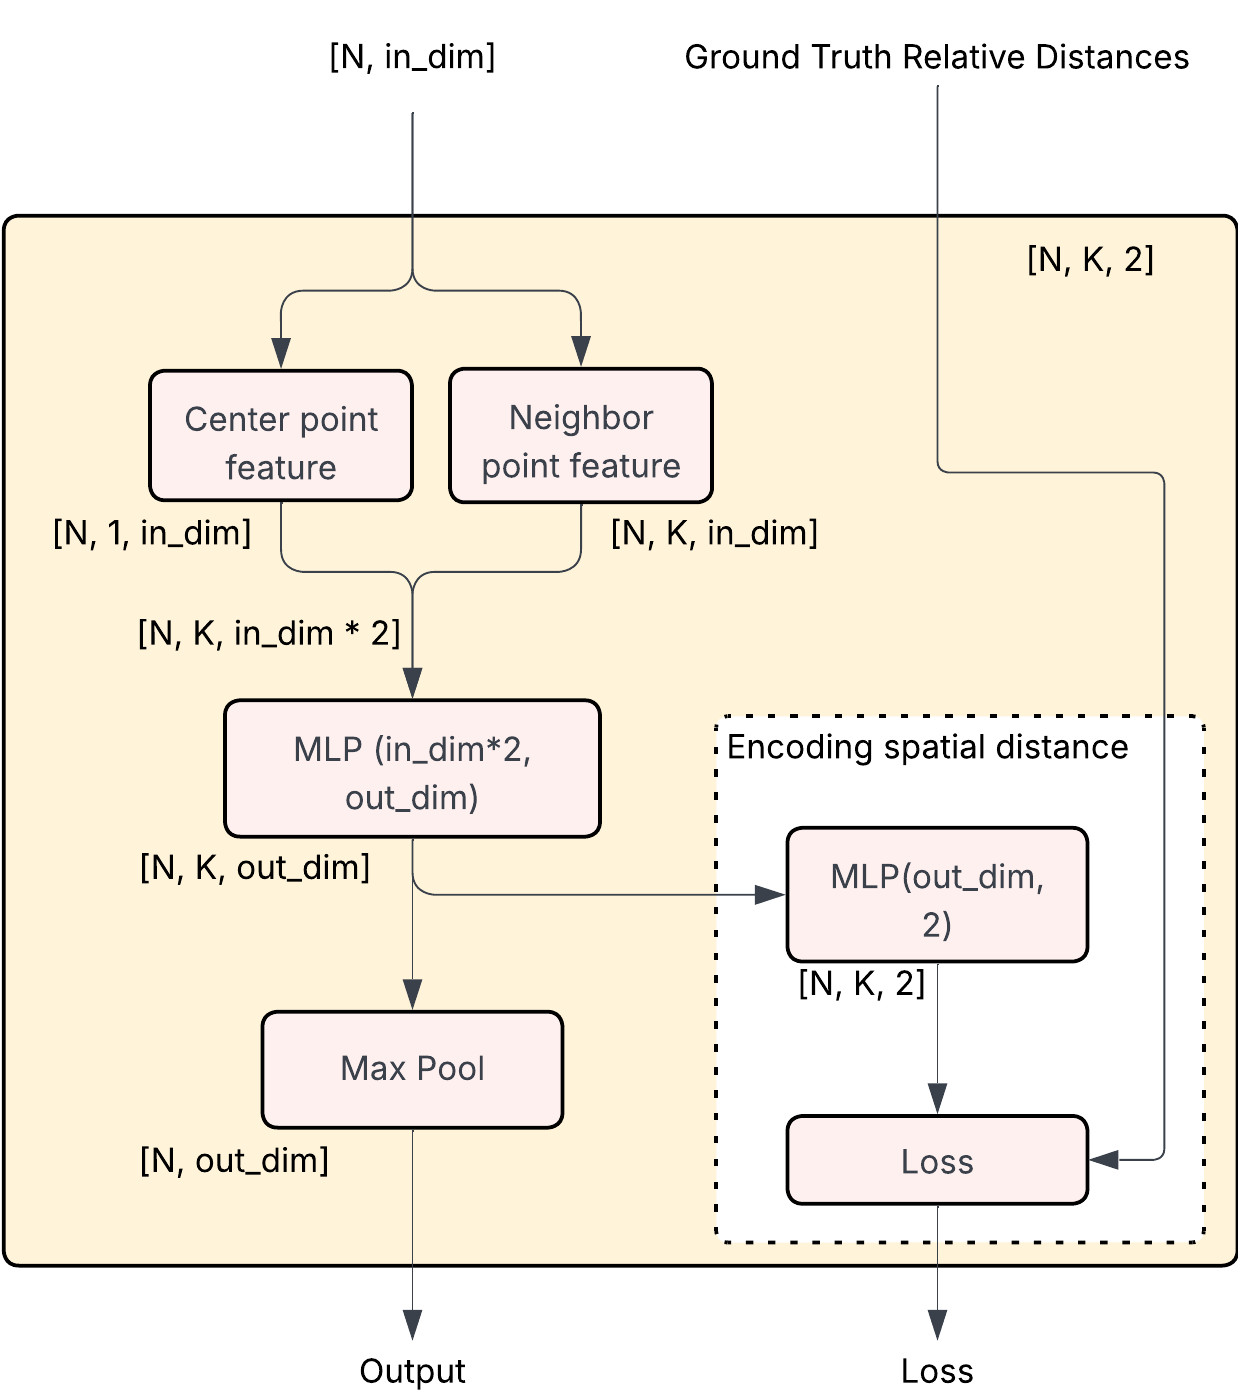 [N, in_dim]
Ground Truth Relative Distances
[N, K, 2]
Center point
feature
Neighbor
point feature
[N, 1, in_dim]
[N, K, in_dim]
[N, K, in_dim * 2]
MLP (in_dim*2,
out_dim)
[N, K, out_dim]
Encoding spatial distance
MLP(out_dim,
2)
[N, K, 2]
Max Pool
[N, out_dim]
Loss
Output
Loss